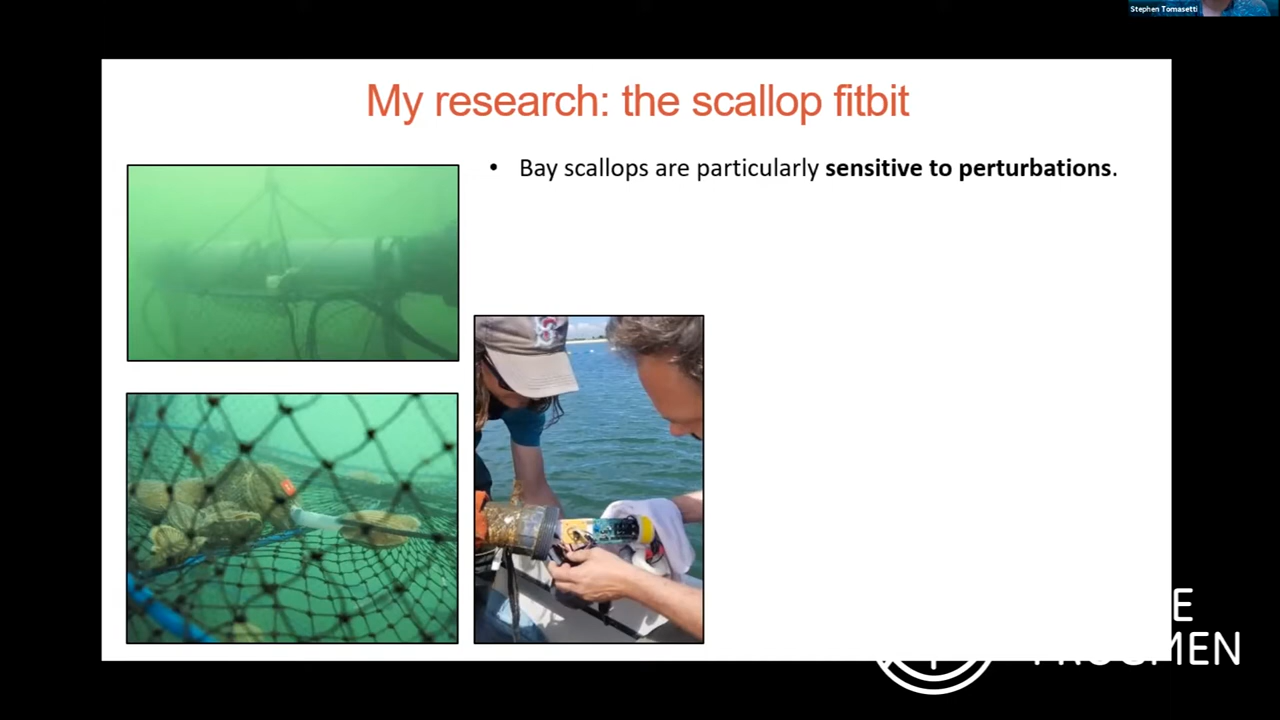 Stephen Tomasetti
My research: the scallop fitbit
• Bay scallops are particularly sensitive to perturbations.